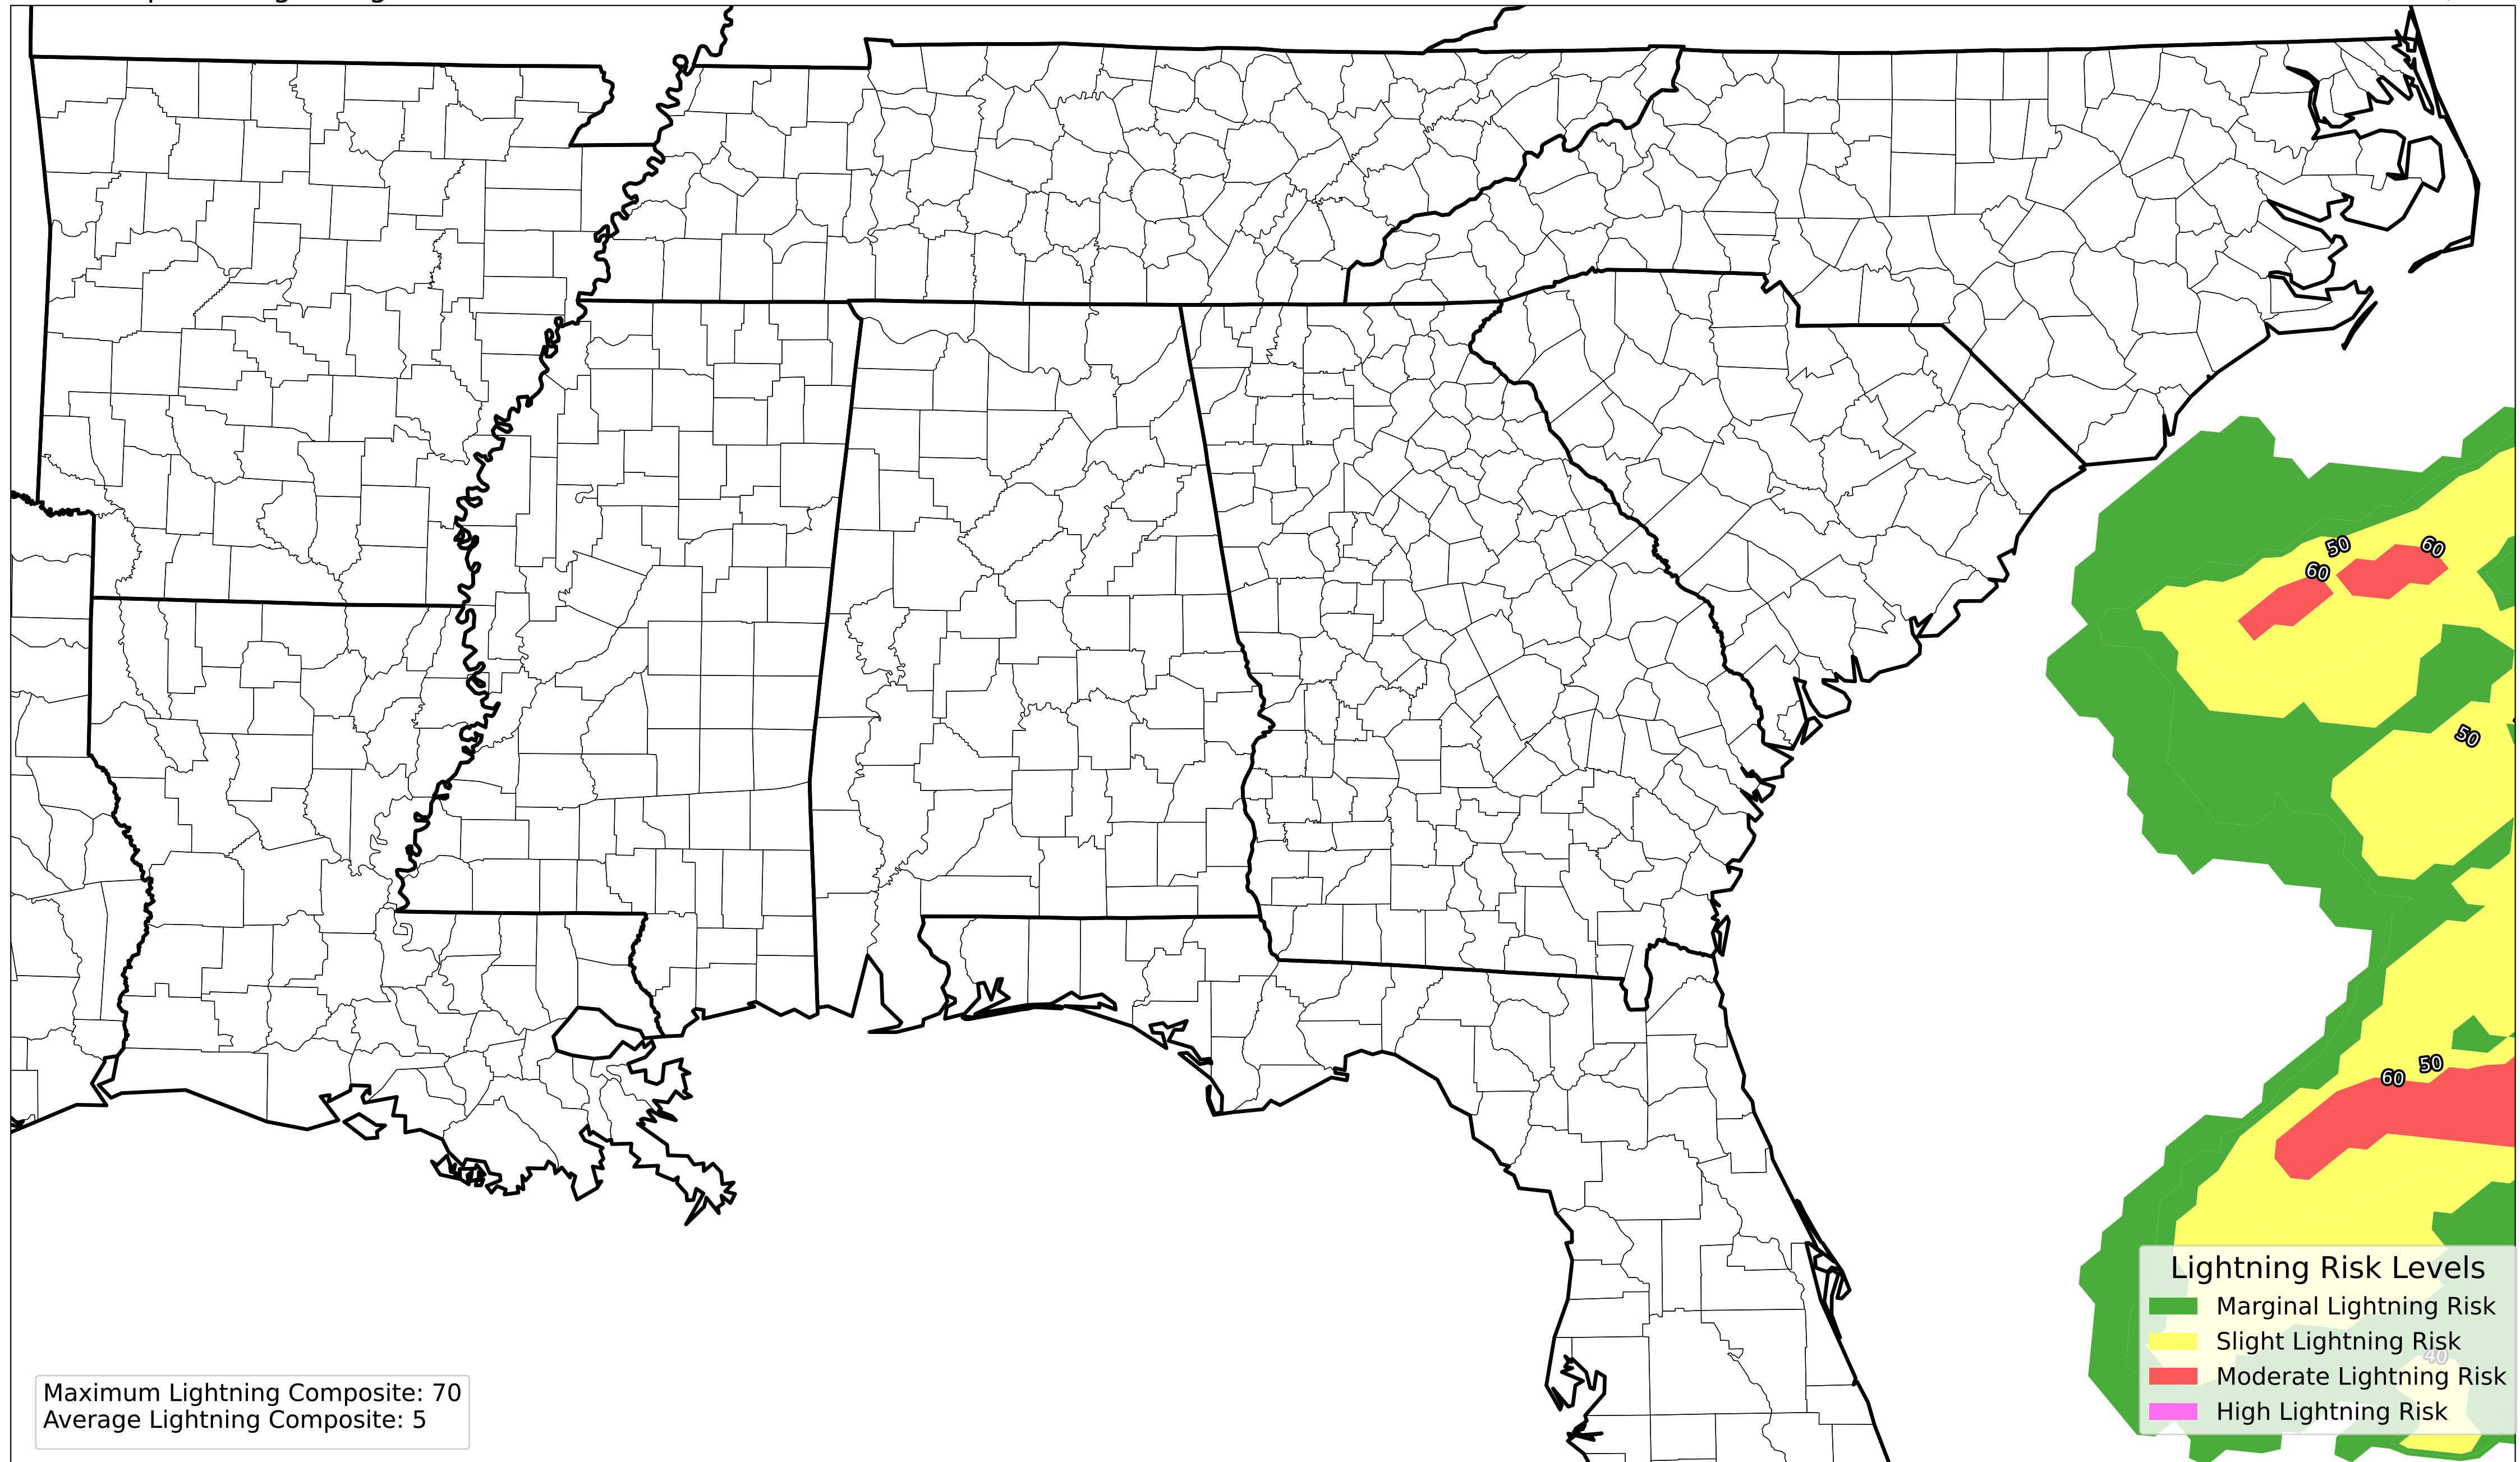 50
60
60
50
50
60
Lightning Risk Levels
Marginal Lightning Risk
Slight Lightning Risk
40
Moderate Lightning Risk
High Lightning Risk
Maximum Lightning Composite: 70
Average Lightning Composite: 5